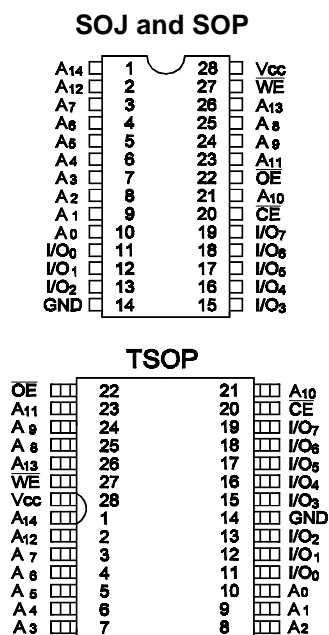 SOJ and SOP
A14 1 28 Vcc
A12 2 27 WE
A7 3 26 A13
A6 4 25 A8
A5 5 24 A9
A4 6 23 A11
A3 7 22 OE
A2 8 21 A10
A1 9 20 CE
A0 10 19 I/O7
I/O0 11 18 I/O6
I/O1 12 17 I/O5
I/O2 13 16 I/O4
GND 14 15 I/O3
TSOP
OE 22 21 A10
A11 23 20 CE
A9 24 19 I/O7
A8 25 18 I/O6
A13 26 17 I/O5
WE 27 16 I/O4
Vcc 28 15 I/O3
A14 1 14 GND
A12 2 13 I/O2
A7 3 12 I/O1
A6 4 11 I/O0
A5 5 10 A0
A4 6 9 A1
A3 7 8 A2